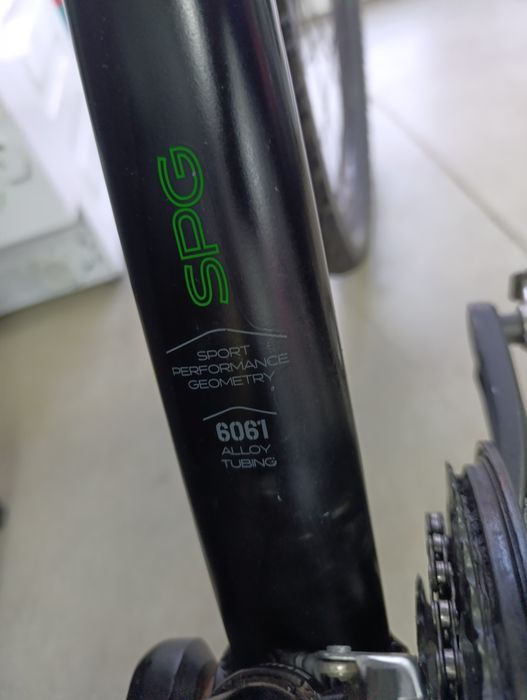 SPG
SPORT
PERFORMANCE
GEOMETRY
6061
ALLOY
TUBING